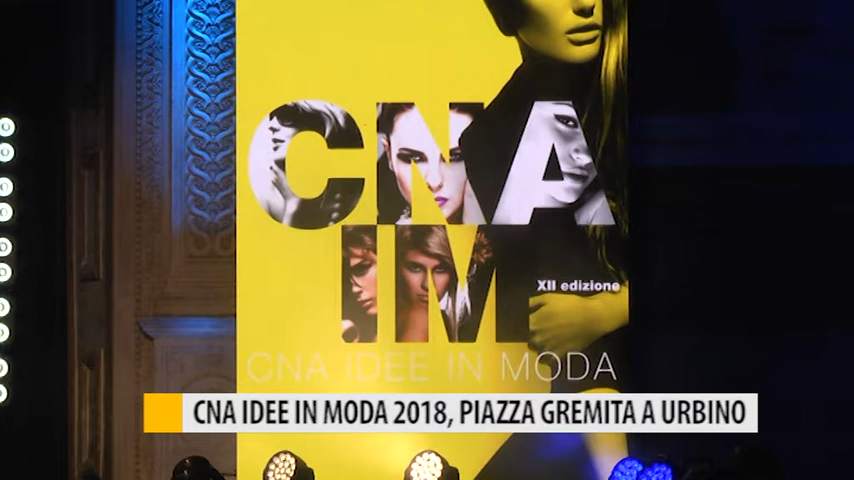 CNA
IM
XII edizione
CNA IDEE IN MODA
CNA IDEE IN MODA 2018, PIAZZA GREMITA A URBINO